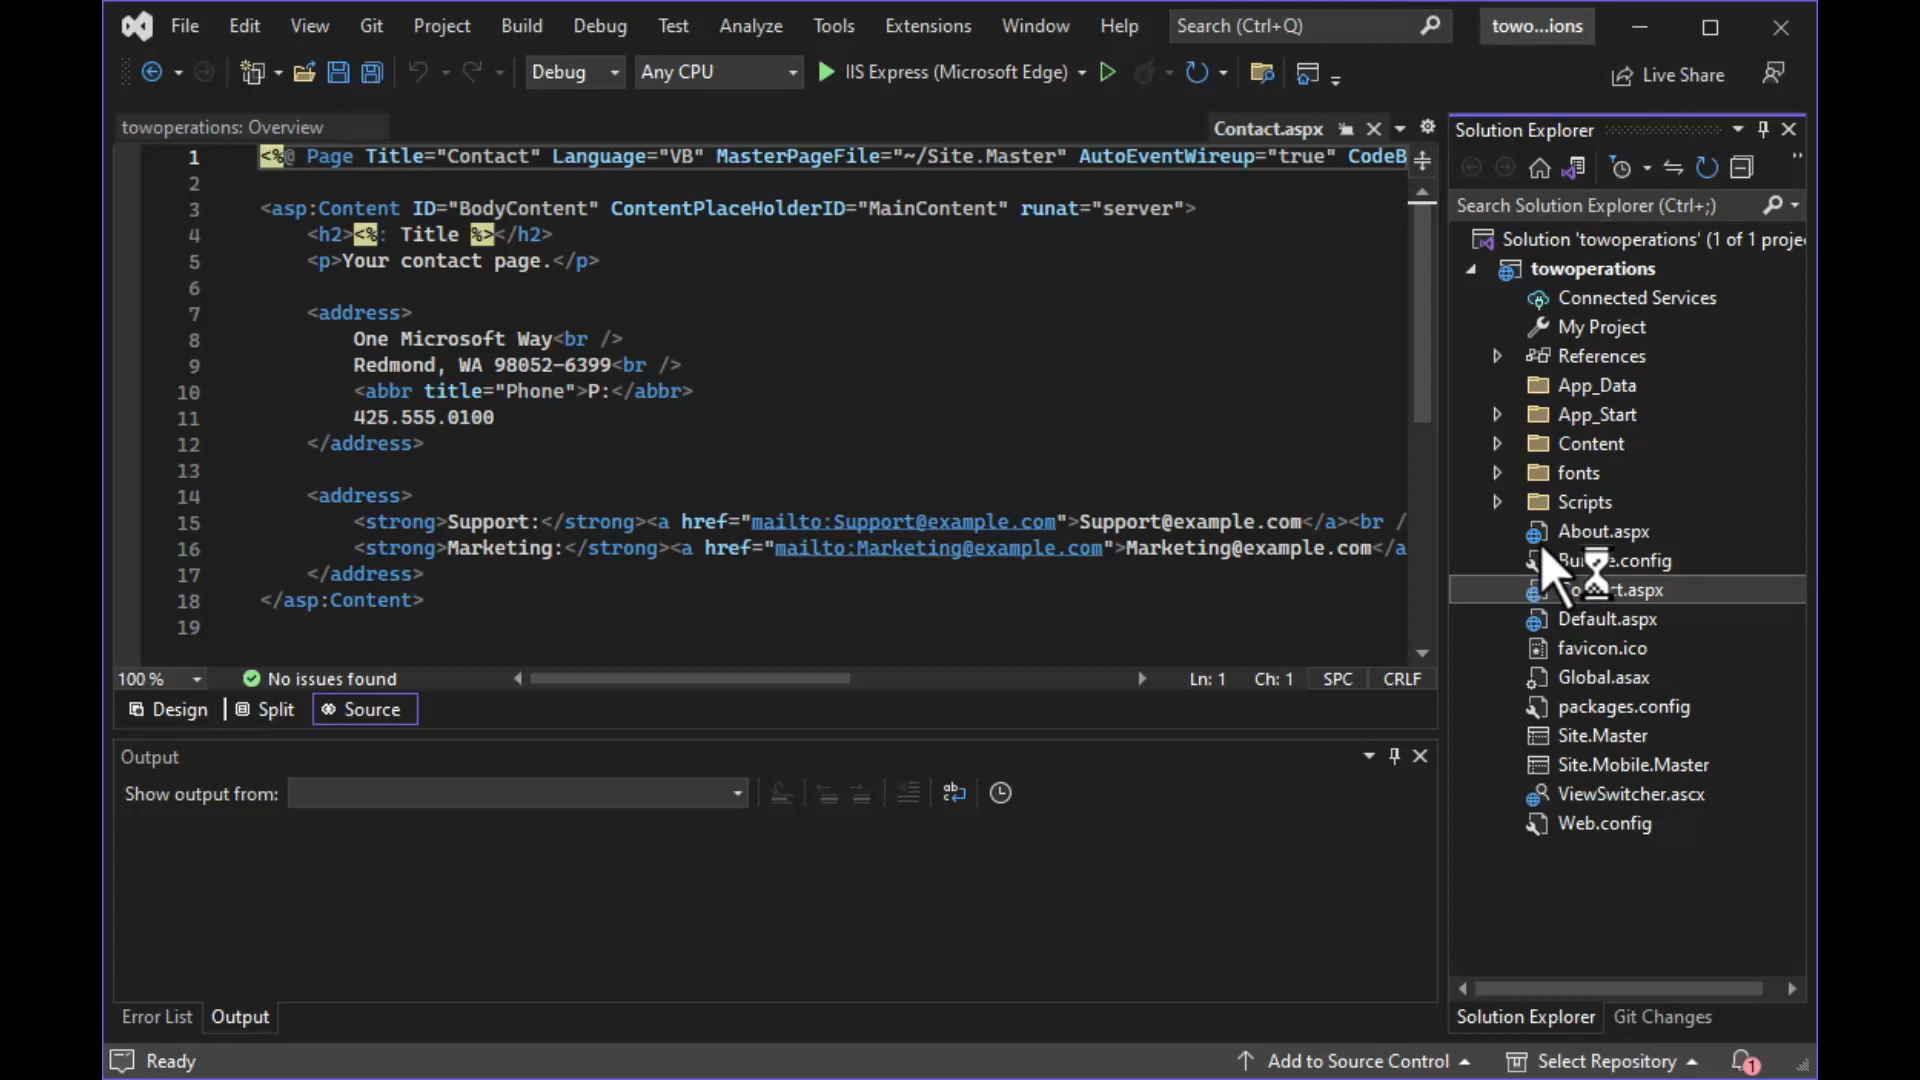 File Edit View Git Project Build Debug Test Analyze Tools Extensions Window Help Search (Ctrl+Q) towo...ions
Debug Any CPU IIS Express (Microsoft Edge) Live Share
towoperations: Overview Contact.aspx
1 <%@ Page Title="Contact" Language="VB" MasterPageFile="~/Site.Master" AutoEventWireup="true" CodeB
2
3 <asp:Content ID="BodyContent" ContentPlaceHolderID="MainContent" runat="server">
4 <h2><%: Title %></h2>
5 <p>Your contact page.</p>
6
7 <address>
8 One Microsoft Way<br />
9 Redmond, WA 98052-6399<br />
10 <abbr title="Phone">P:</abbr>
11 425.555.0100
12 </address>
13
14 <address>
15 <strong>Support:</strong><a href="mailto:Support@example.com">Support@example.com</a><br /
16 <strong>Marketing:</strong><a href="mailto:Marketing@example.com">Marketing@example.com</a
17 </address>
18 </asp:Content>
19
100 % No issues found Ln: 1 Ch: 1 SPC CRLF
Design Split Source
Output
Show output from:
Error List Output
Solution Explorer
Search Solution Explorer (Ctrl+;)
Solution 'towoperations' (1 of 1 proje
towoperations
Connected Services
My Project
References
App_Data
App_Start
Content
fonts
Scripts
About.aspx
.config
.aspx
Default.aspx
favicon.ico
Global.asax
packages.config
Site.Master
Site.Mobile.Master
ViewSwitcher.ascx
Web.config
Solution Explorer Git Changes
Ready Add to Source Control Select Repository 1